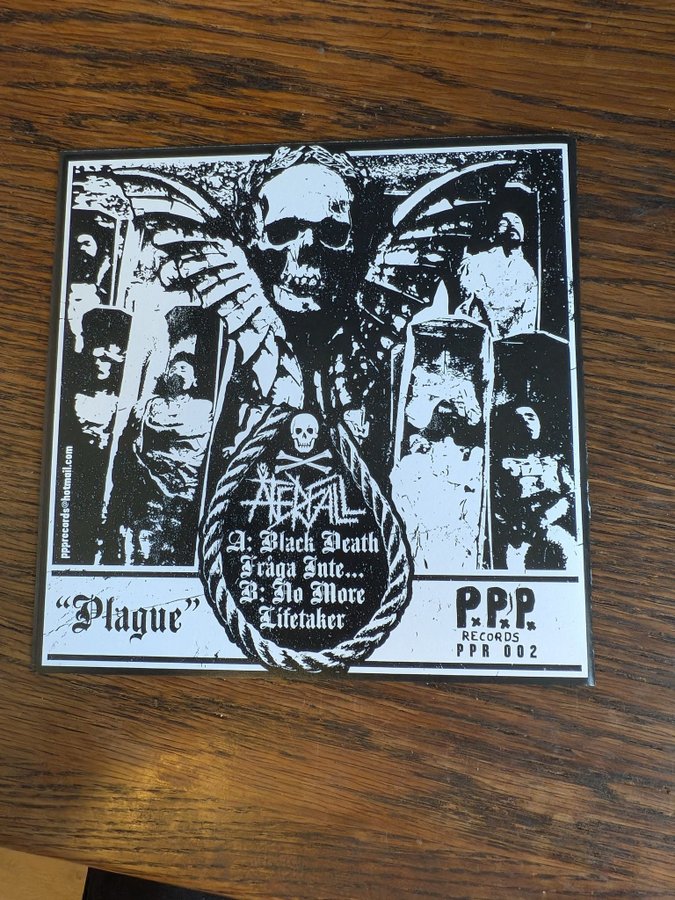 ppprecords@hotmail.com
ÅTERFALL
A: Black Death
Fråga Inte...
B: No More
Lifetaker
"Plague"
P.P.P.
RECORDS
PPR 002